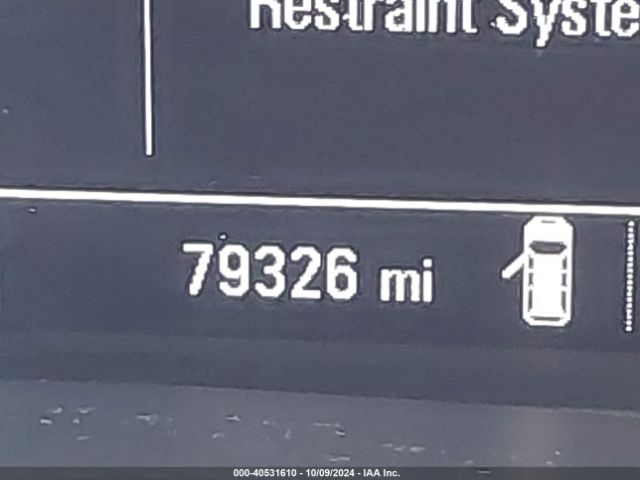 Restraint Syste
79326 mi
000-40531610 - 10/09/2024 - IAA Inc.